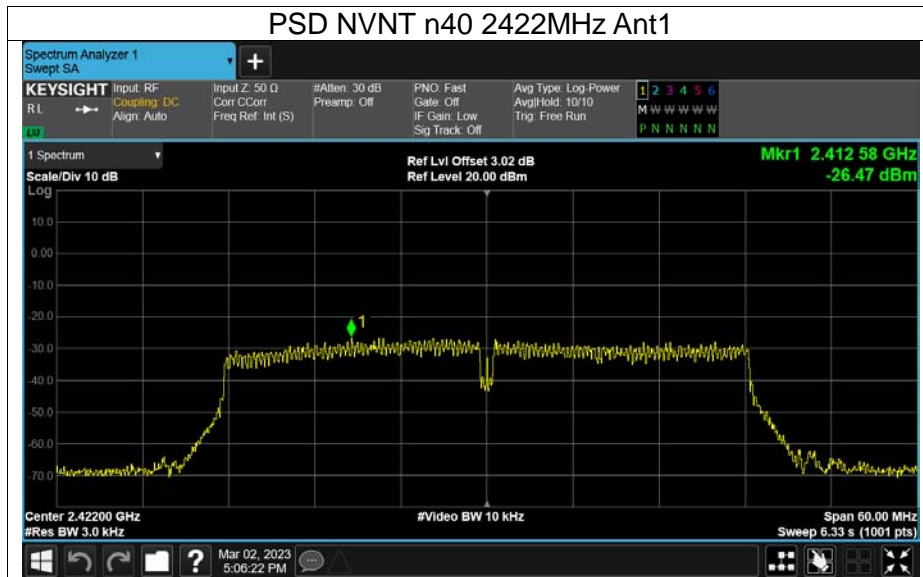 PSD NVNT n40 2422MHz Ant1
Spectrum Analyzer 1
Swept SA
+
KEYSIGHT
RL
LXI
Input: RF
Coupling: DC
Align: Auto
Input Z: 50 Ω
Corr CCorr
Freq Ref: Int (S)
#Atten: 30 dB
Preamp: Off
PNO: Fast
Gate: Off
IF Gain: Low
Sig Track: Off
Avg Type: Log-Power
Avg|Hold: 10/10
Trig: Free Run
1 2 3 4 5 6
M W W W W W
P N N N N N
1 Spectrum
Scale/Div 10 dB
Ref Lvl Offset 3.02 dB
Ref Level 20.00 dBm
Mkr1 2.412 58 GHz
-26.47 dBm
Log
10.0
0.00
-10.0
-20.0
-30.0
-40.0
-50.0
-60.0
-70.0
1
Center 2.42200 GHz
#Res BW 3.0 kHz
#Video BW 10 kHz
Span 60.00 MHz
Sweep 6.33 s (1001 pts)
?
Mar 02, 2023
5:06:22 PM